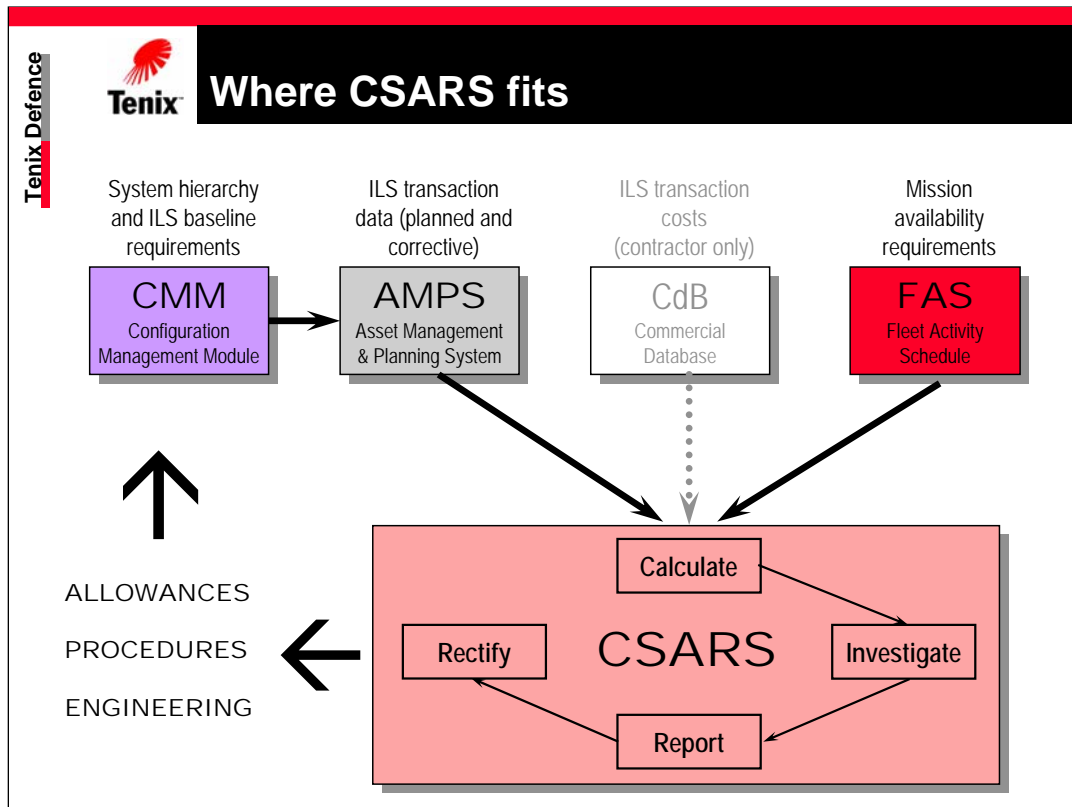 Tenix Defence
Tenix™
Where CSARS fits
System hierarchy
and ILS baseline
requirements
ILS transaction
data (planned and
corrective)
ILS transaction
costs
(contractor only)
Mission
availability
requirements
CMM
Configuration
Management Module
AMPS
Asset Management
& Planning System
CdB
Commercial
Database
FAS
Fleet Activity
Schedule
ALLOWANCES
PROCEDURES
ENGINEERING
Calculate
Rectify
CSARS
Investigate
Report